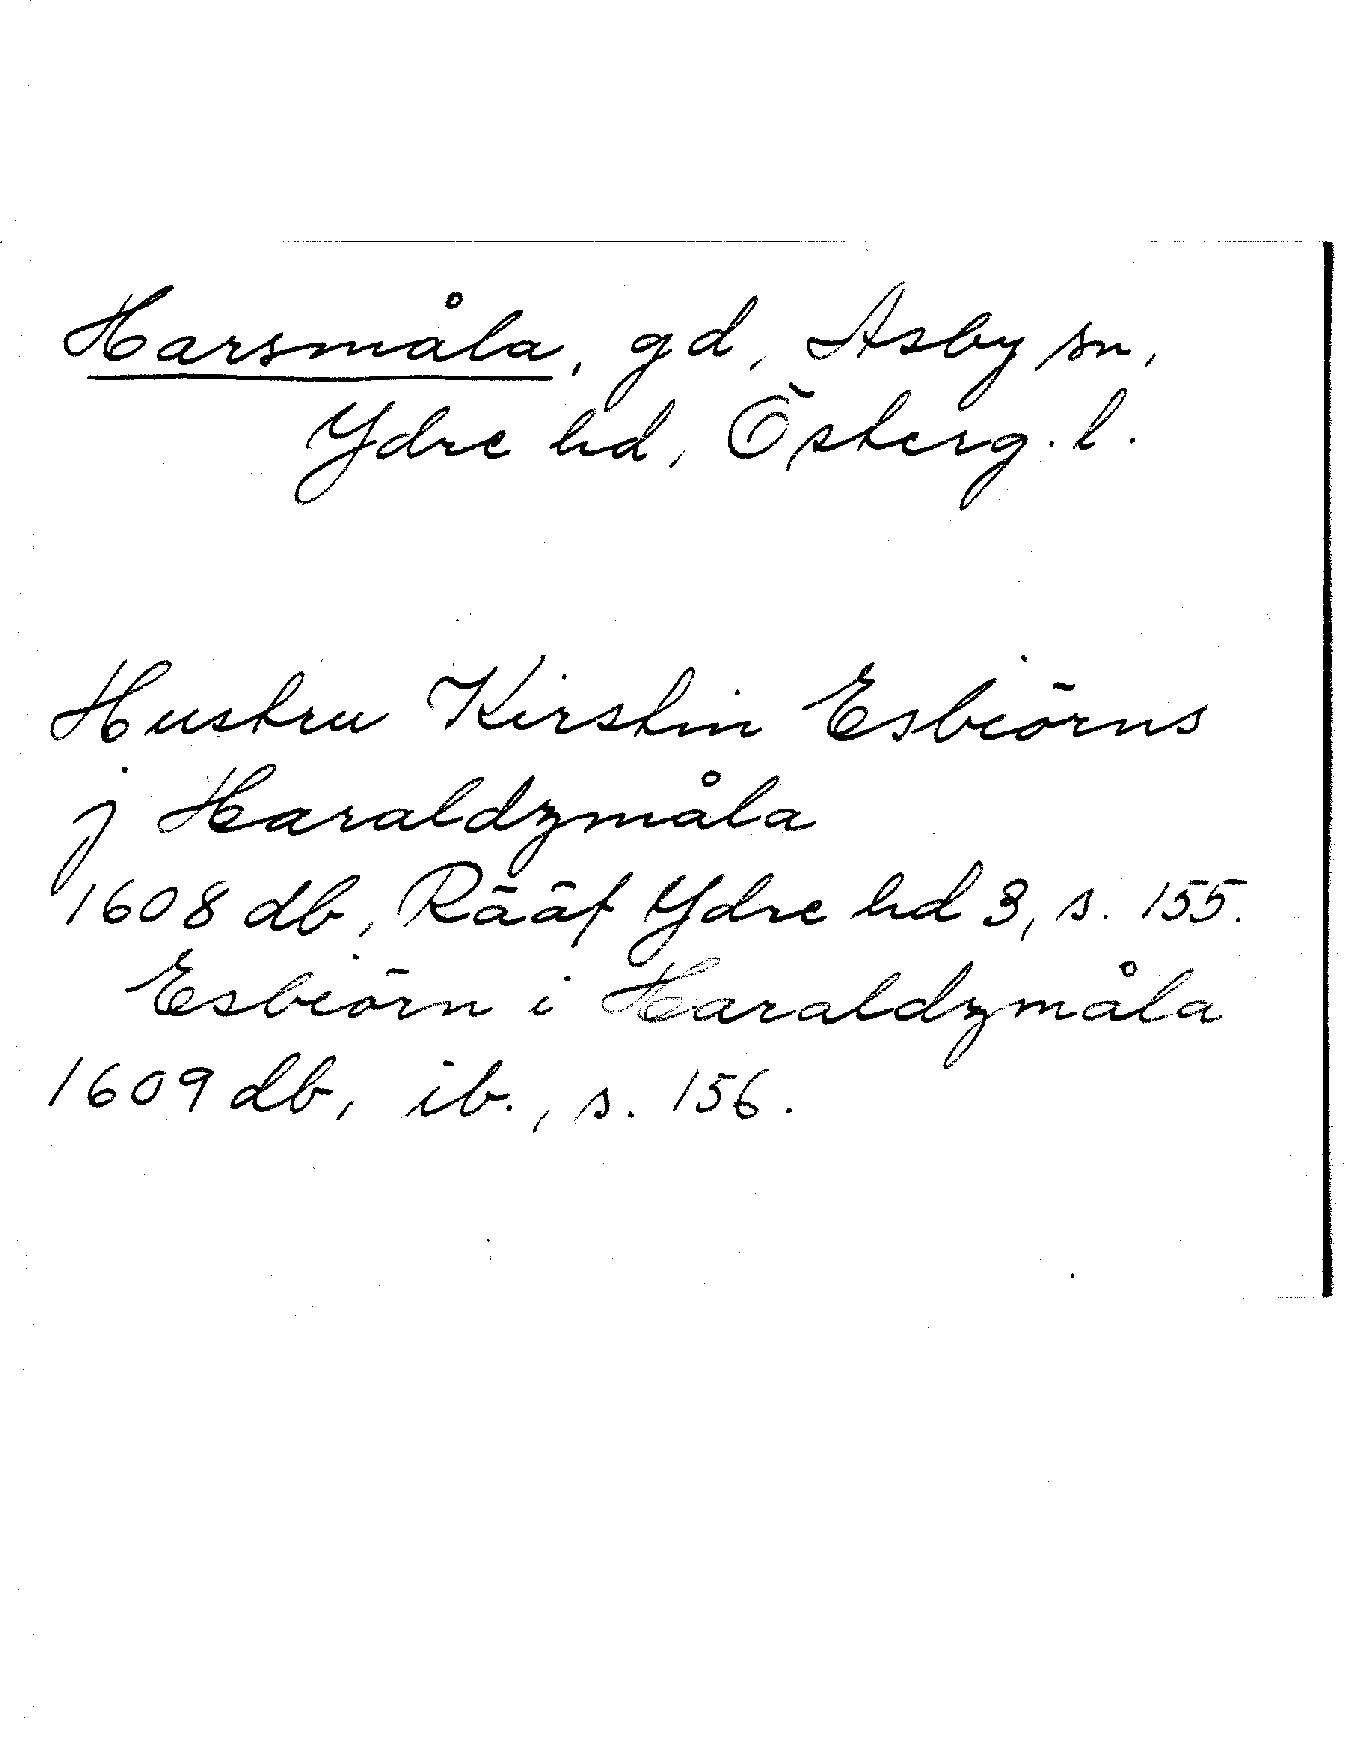 Harsmåla, gd, Asby sn,
Ydre hd, Österg. l.
Hustru Kirstin Esbiörns
j Haraldzmåla
1608 db, Rääf Ydre hd 3, s. 155.
Esbiörn i Haraldzmåla
1609 db, ib., s. 156.